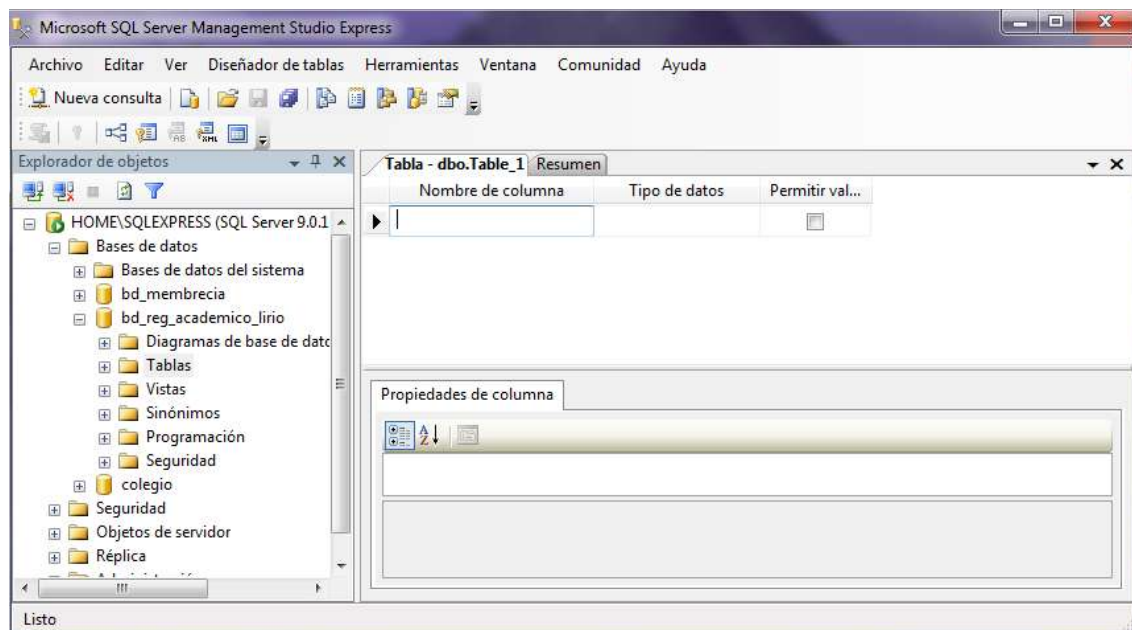 Microsoft SQL Server Management Studio Express
Archivo Editar Ver Diseñador de tablas Herramientas Ventana Comunidad Ayuda
Nueva consulta
Explorador de objetos
HOME\SQLEXPRESS (SQL Server 9.0.1
Bases de datos
Bases de datos del sistema
bd_membrecia
bd_reg_academico_lirio
Diagramas de base de datc
Tablas
Vistas
Sinónimos
Programación
Seguridad
colegio
Seguridad
Objetos de servidor
Réplica
Tabla - dbo.Table_1 Resumen
Nombre de columna Tipo de datos Permitir val...
Propiedades de columna
Listo